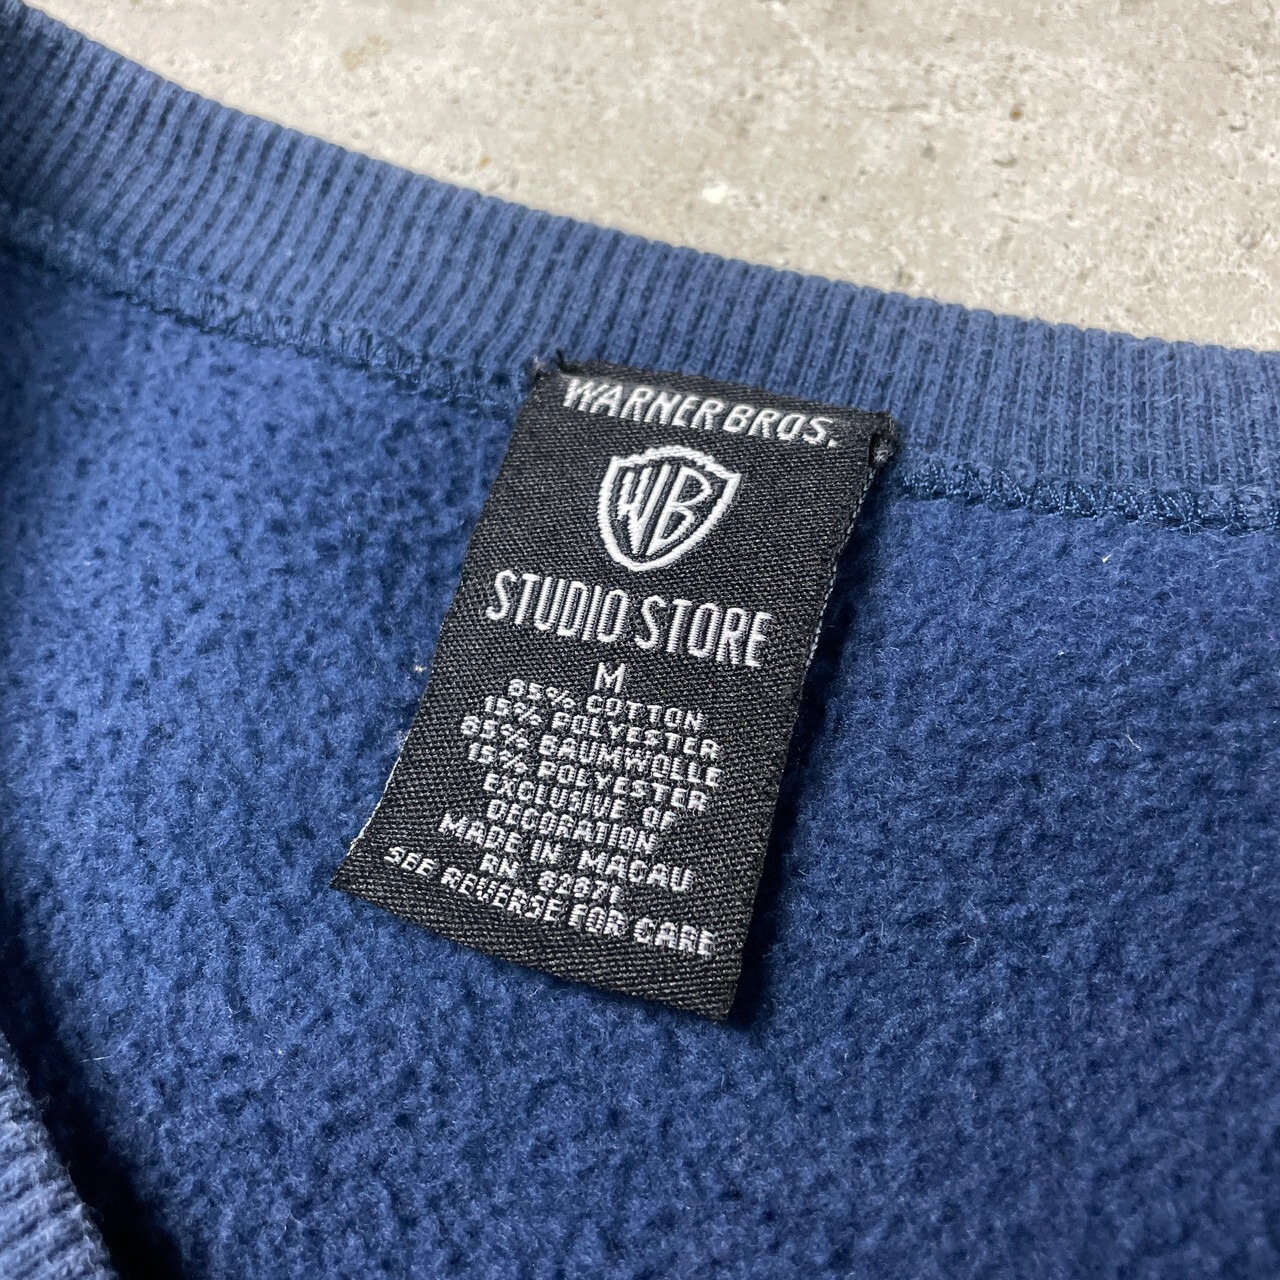 WARNER BROS.
WB
STUDIO STORE
M
85% COTTON
15% POLYESTER
85% BAUMWOLLE
15% POLYESTER
EXCLUSIVE OF
DECORATION
MADE IN MACAU
RN 82871
SEE REVERSE FOR CARE